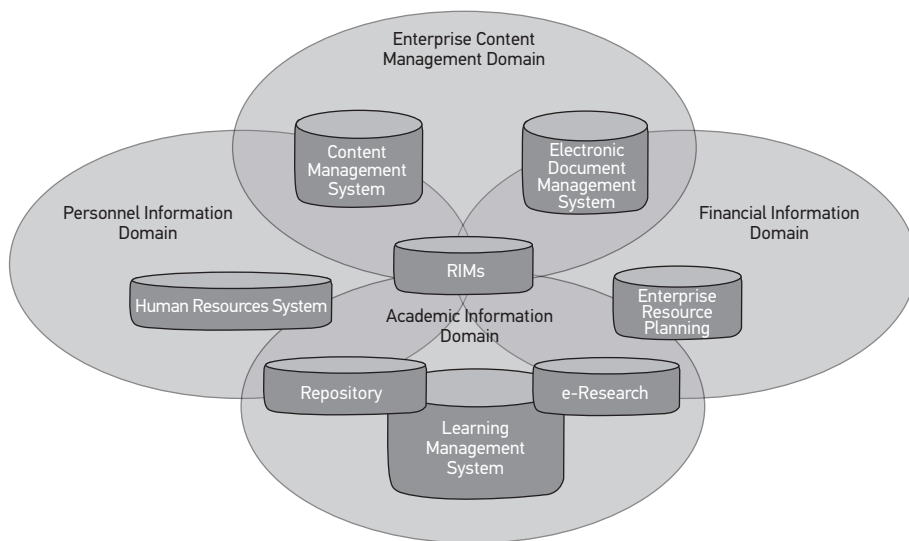 Enterprise Content
Management Domain
Content
Management
System
Electronic
Document
Management
System
Personnel Information
Domain
Financial Information
Domain
RIMs
Human Resources System
Enterprise
Resource
Planning
Academic Information
Domain
Repository
e-Research
Learning
Management
System